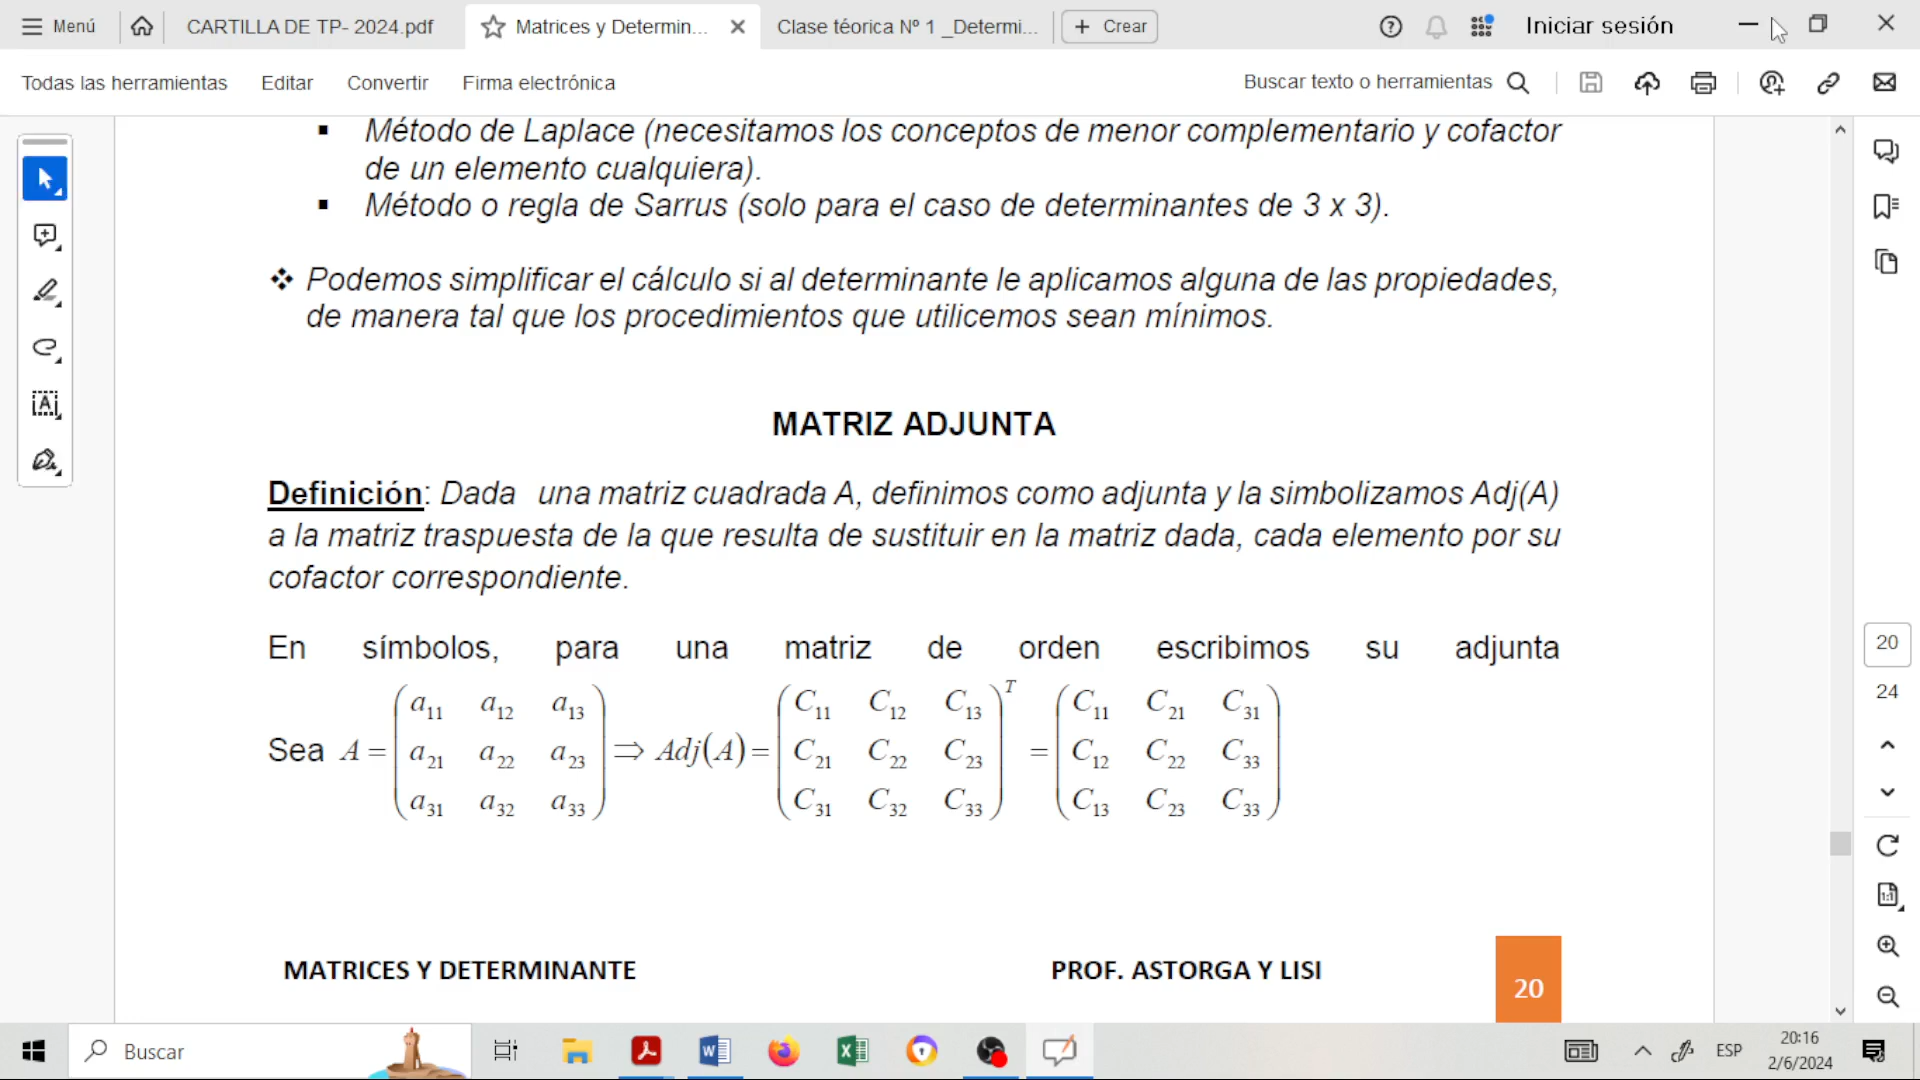 Menú
CARTILLA DE TP- 2024.pdf
Matrices y Determin...
Clase téorica Nº 1 _Determi...
+ Crear
Iniciar sesión
Todas las herramientas
Editar
Convertir
Firma electrónica
Buscar texto o herramientas
▪ Método de Laplace (necesitamos los conceptos de menor complementario y cofactor
de un elemento cualquiera).
▪ Método o regla de Sarrus (solo para el caso de determinantes de 3 x 3).
❖ Podemos simplificar el cálculo si al determinante le aplicamos alguna de las propiedades,
de manera tal que los procedimientos que utilicemos sean mínimos.
MATRIZ ADJUNTA
Definición: Dada una matriz cuadrada A, definimos como adjunta y la simbolizamos Adj(A)
a la matriz traspuesta de la que resulta de sustituir en la matriz dada, cada elemento por su
cofactor correspondiente.
En símbolos, para una matriz de orden escribimos su adjunta
a₁₁ a₁₂ a₁₃ C₁₁ C₁₂ C₁₃ T C₁₁ C₂₁ C₃₁
Sea A = a₂₁ a₂₂ a₂₃ ⇒ Adj(A) = C₂₁ C₂₂ C₂₃ = C₁₂ C₂₂ C₃₃
a₃₁ a₃₂ a₃₃ C₃₁ C₃₂ C₃₃ C₁₃ C₂₃ C₃₃
MATRICES Y DETERMINANTE
PROF. ASTORGA Y LISI
20
20
24
1:1
Buscar
ESP
20:16
2/6/2024